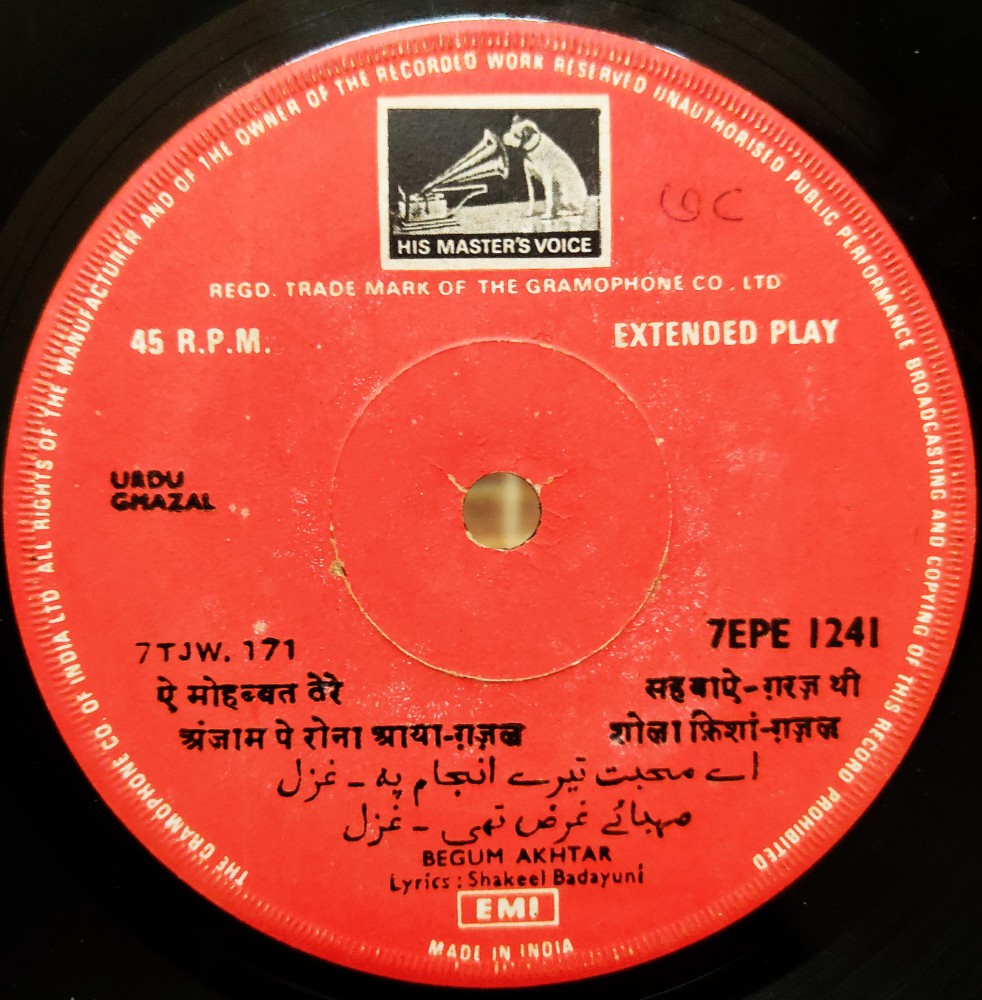 THE GRAMOPHONE CO. OF INDIA LTD. ALL RIGHTS OF THE MANUFACTURER AND OF THE OWNER OF THE RECORDED WORK RESERVED UNAUTHORISED PUBLIC PERFORMANCE BROADCASTING AND COPYING OF THIS RECORD PROHIBITED
HIS MASTER'S VOICE
REGD. TRADE MARK OF THE GRAMOPHONE CO. LTD
45 R.P.M.
EXTENDED PLAY
URDU
GHAZAL
7TJW. 171
7EPE 1241
ऐ मोहब्बत तेरे
अंजाम पे रोना आया-ग़ज़ल
सहबाऐ-ग़रज़ थी
शोला फ़िशां-ग़ज़ल
اے محبت تیرے انجام پہ - غزل
صہبائے غرض تھی - غزل
BEGUM AKHTAR
Lyrics : Shakeel Badayuni
EMI
MADE IN INDIA